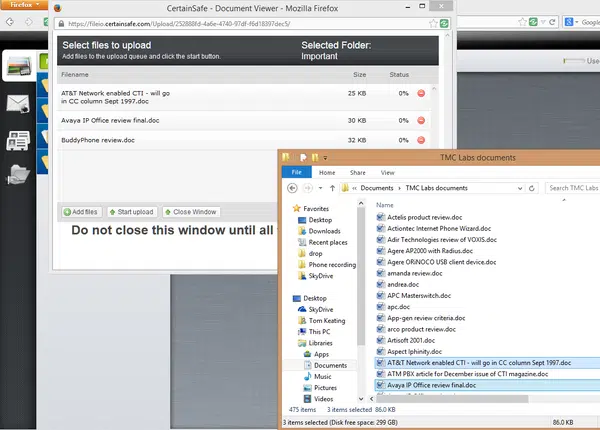 CertainSafe - Document Viewer - Mozilla Firefox
https://fileio.certainsafe.com/Upload/252888fd-4a6e-4740-97df-f6d18397dec5/
Select files to upload
Add files to the upload queue and click the start button.
Selected Folder:
Important
Filename Size Status
AT&T Network enabled CTI - will go
in CC column Sept 1997.doc
25 KB 0%
Avaya IP Office review final.doc 30 KB 0%
BuddyPhone review.doc 32 KB 0%
Add files Start upload Close Window
Do not close this window until all
Use
TMC Labs documents
File Home Share View
Documents TMC Labs documents
Search TMC Labs
Favorites
Desktop
Downloads
Recent places
drop
Phone recording
SkyDrive
Desktop
SkyDrive
Tom Keating
This PC
Libraries
Apps
Documents
Music
Pictures
Videos
Name
Actelis product review.doc
Actiontec Internet Phone Wizard.doc
Adir Technologies review of VOXIS.doc
Agere AP2000 with Radius.doc
Agere ORiNOCO USB client device.doc
amanda review.doc
andrea.doc
APC Masterswitch.doc
apc.doc
App-gen review criteria.doc
arco product review.doc
Artisoft 2001.doc
Aspect Iphinity.doc
AT&T Network enabled CTI - will go in CC column Sept 1997.doc
ATM PBX article for December issue of CTI magazine.doc
Avaya IP Office review final.doc
475 items 3 items selected 86.0 KB
3 items selected (Disk free space: 299 GB) 86.0 KB